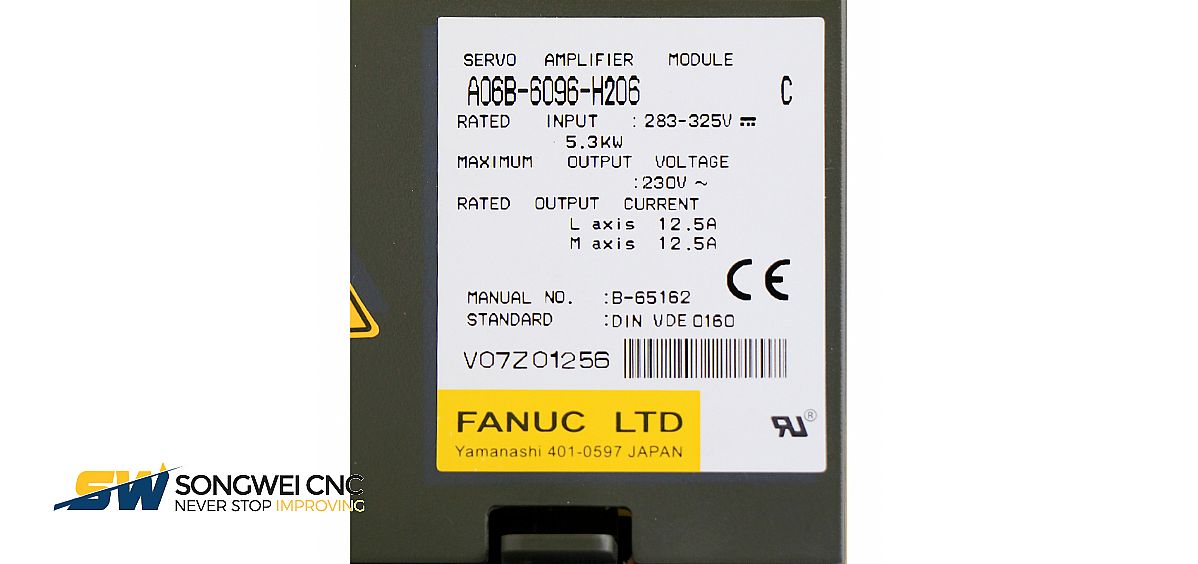 SERVO AMPLIFIER MODULE
A06B-6096-H206 C
RATED INPUT : 283-325V ⎓
5.3KW
MAXIMUM OUTPUT VOLTAGE
:230V ~
RATED OUTPUT CURRENT
L axis 12.5A
M axis 12.5A
CE
MANUAL NO. :B-65162
STANDARD :DIN VDE 0160
V07Z01256
FANUC LTD
Yamanashi 401-0597 JAPAN
RU®
SW SONGWEI CNC
NEVER STOP IMPROVING